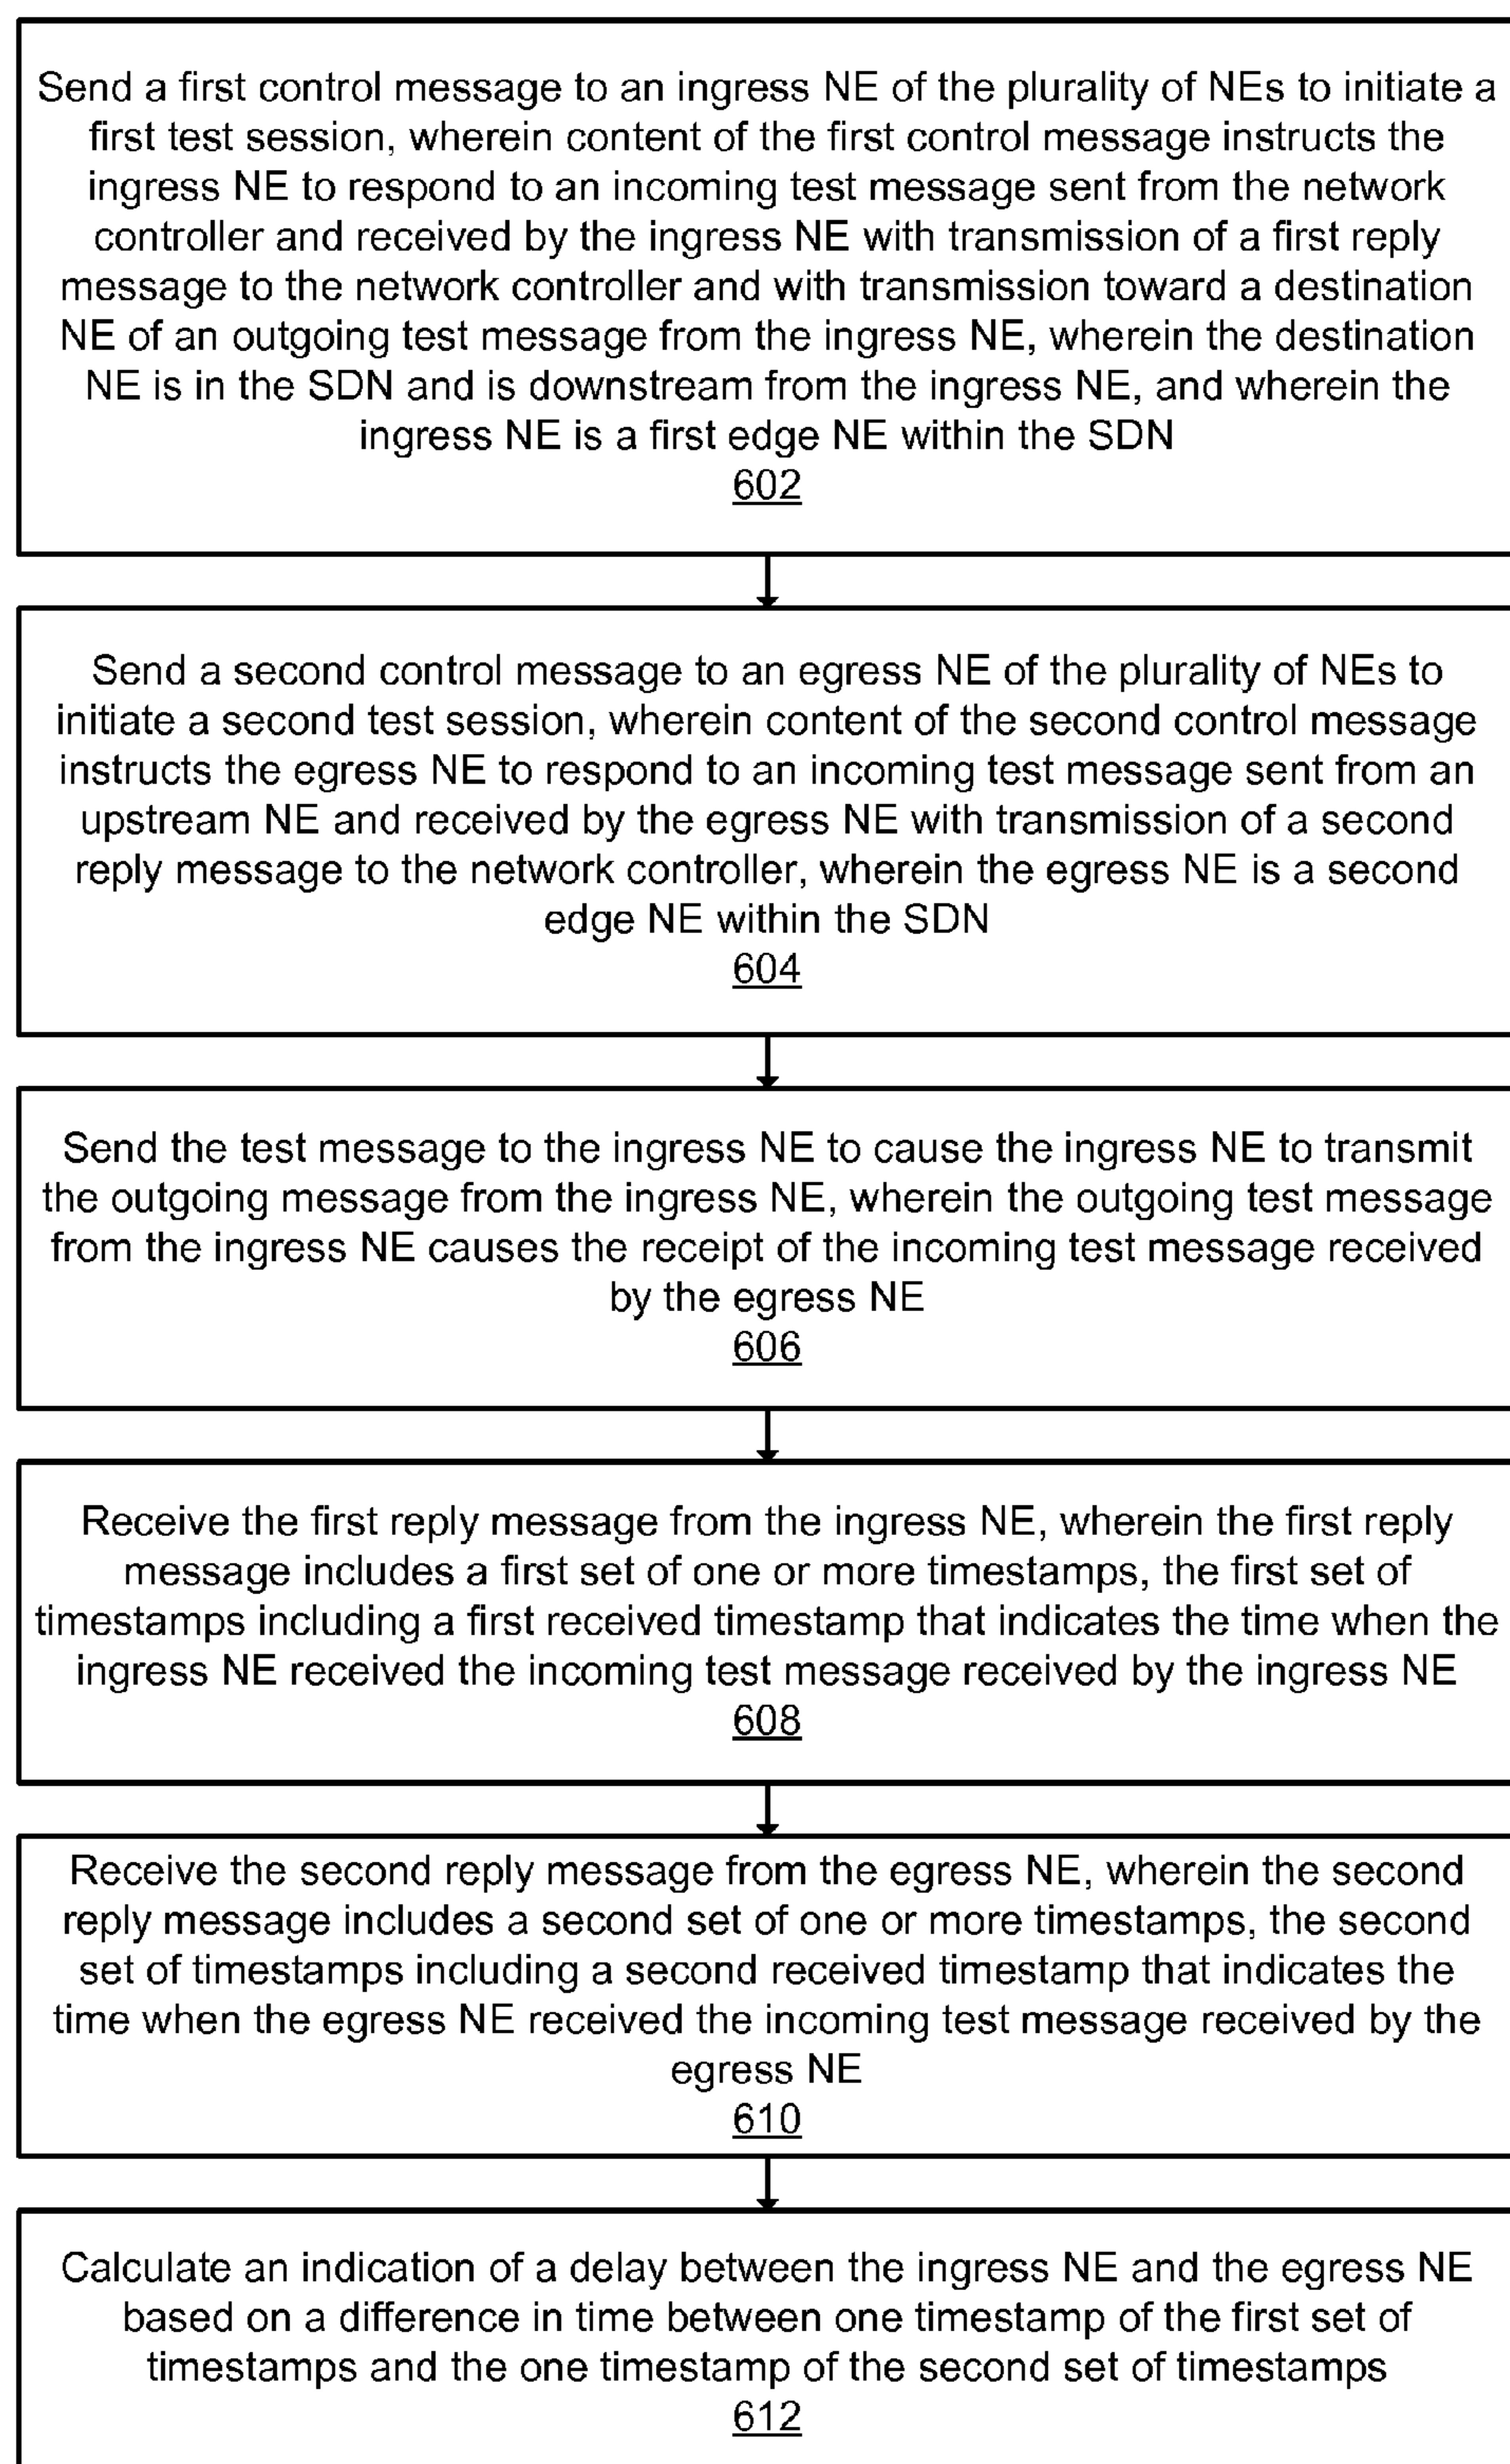 Send a first control message to an ingress NE of the plurality of NEs to initiate a
first test session, wherein content of the first control message instructs the
ingress NE to respond to an incoming test message sent from the network
controller and received by the ingress NE with transmission of a first reply
message to the network controller and with transmission toward a destination
NE of an outgoing test message from the ingress NE, wherein the destination
NE is in the SDN and is downstream from the ingress NE, and wherein the
ingress NE is a first edge NE within the SDN
602
Send a second control message to an egress NE of the plurality of NEs to
initiate a second test session, wherein content of the second control message
instructs the egress NE to respond to an incoming test message sent from an
upstream NE and received by the egress NE with transmission of a second
reply message to the network controller, wherein the egress NE is a second
edge NE within the SDN
604
Send the test message to the ingress NE to cause the ingress NE to transmit
the outgoing message from the ingress NE, wherein the outgoing test message
from the ingress NE causes the receipt of the incoming test message received
by the egress NE
606
Receive the first reply message from the ingress NE, wherein the first reply
message includes a first set of one or more timestamps, the first set of
timestamps including a first received timestamp that indicates the time when the
ingress NE received the incoming test message received by the ingress NE
608
Receive the second reply message from the egress NE, wherein the second
reply message includes a second set of one or more timestamps, the second
set of timestamps including a second received timestamp that indicates the
time when the egress NE received the incoming test message received by the
egress NE
610
Calculate an indication of a delay between the ingress NE and the egress NE
based on a difference in time between one timestamp of the first set of
timestamps and the one timestamp of the second set of timestamps
612